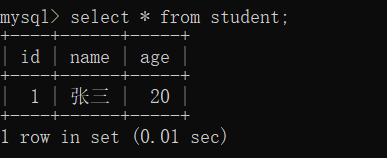 mysql> select * from student;
+----+------+-----+
| id | name | age |
+----+------+-----+
|  1 | 张三 |  20 |
+----+------+-----+
1 row in set (0.01 sec)